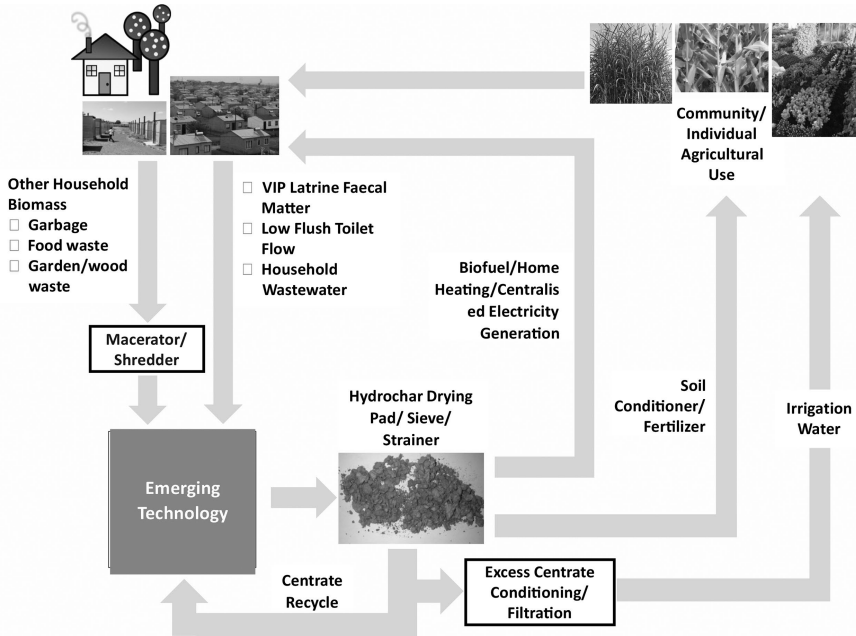 Community/
Individual
Agricultural
Use
Other Household
Biomass
Garbage
Food waste
Garden/wood
waste
VIP Latrine Faecal
Matter
Low Flush Toilet
Flow
Household
Wastewater
Biofuel/Home
Heating/Centralis
ed Electricity
Generation
Macerator/
Shredder
Hydrochar Drying
Pad/ Sieve/
Strainer
Soil
Conditioner/
Fertilizer
Irrigation
Water
Emerging
Technology
Centrate
Recycle
Excess Centrate
Conditioning/
Filtration